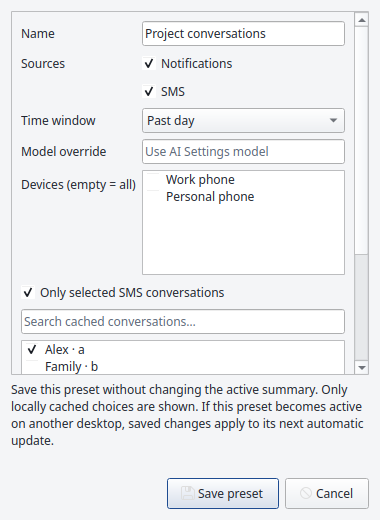 Name Project conversations
Sources Notifications
SMS
Time window Past day
Model override Use AI Settings model
Devices (empty = all) Work phone
Personal phone
Only selected SMS conversations
Search cached conversations...
Alex · a
Family · b
Save this preset without changing the active summary. Only
locally cached choices are shown. If this preset becomes active
on another desktop, saved changes apply to its next automatic
update.
Save preset Cancel